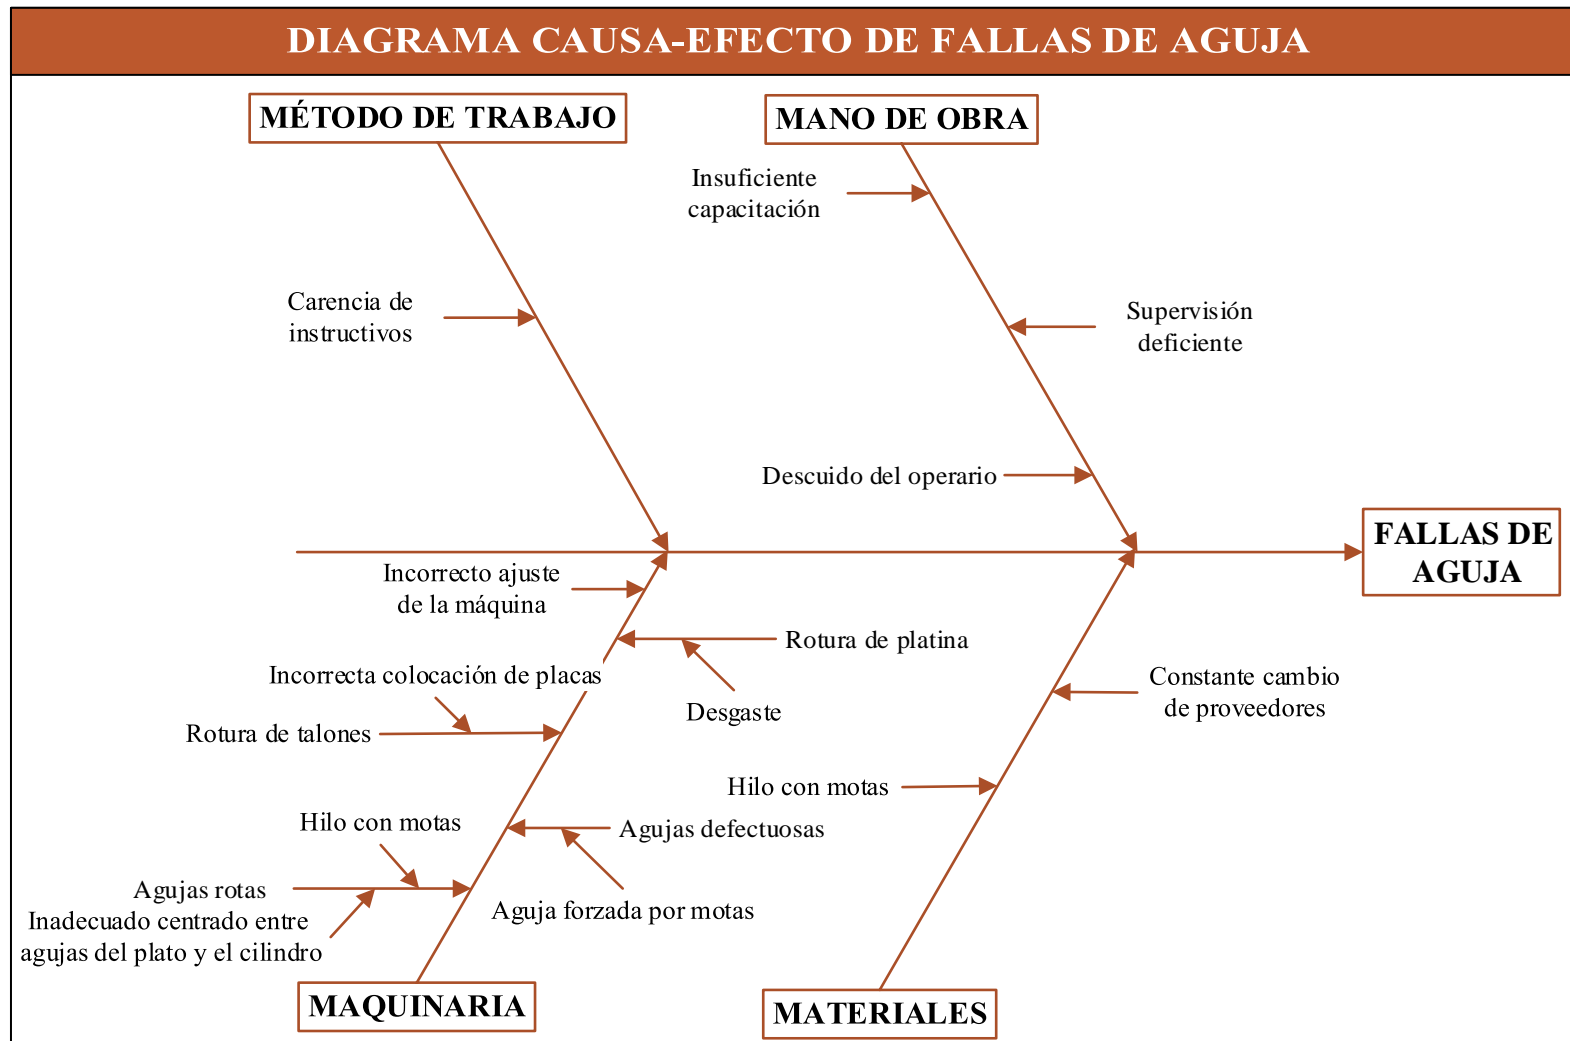 DIAGRAMA CAUSA-EFECTO DE FALLAS DE AGUJA
MÉTODO DE TRABAJO
MANO DE OBRA
Insuficiente
capacitación
Carencia de
instructivos
Supervisión
deficiente
Descuido del operario
FALLAS DE
AGUJA
Incorrecto ajuste
de la máquina
Rotura de platina
Incorrecta colocación de placas
Desgaste
Constante cambio
de proveedores
Rotura de talones
Hilo con motas
Hilo con motas
Agujas defectuosas
Agujas rotas
Inadecuado centrado entre
agujas del plato y el cilindro
Aguja forzada por motas
MAQUINARIA
MATERIALES